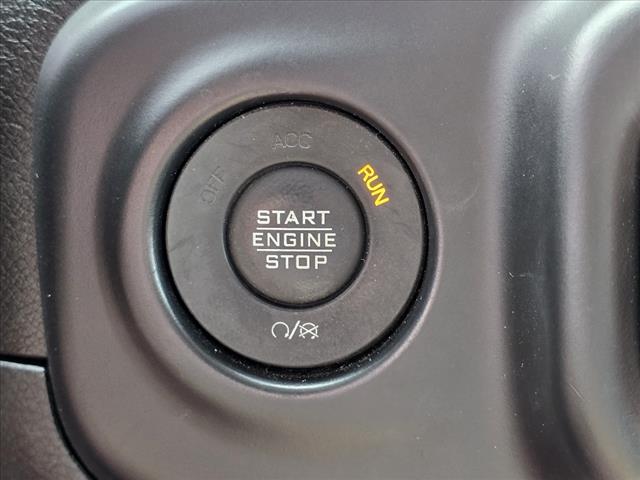 OFF
ACC
RUN
START
ENGINE
STOP